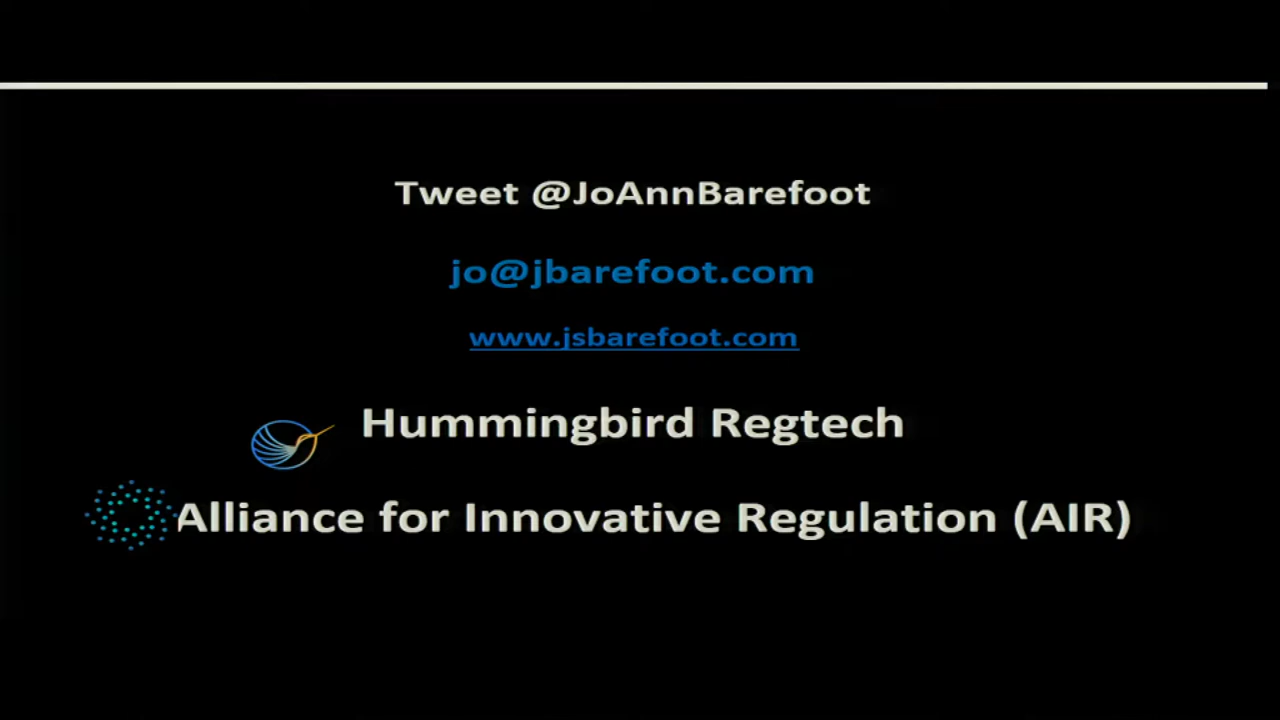 Tweet @JoAnnBarefoot
jo@jbarefoot.com
www.jsbarefoot.com
Hummingbird Regtech
Alliance for Innovative Regulation (AIR)